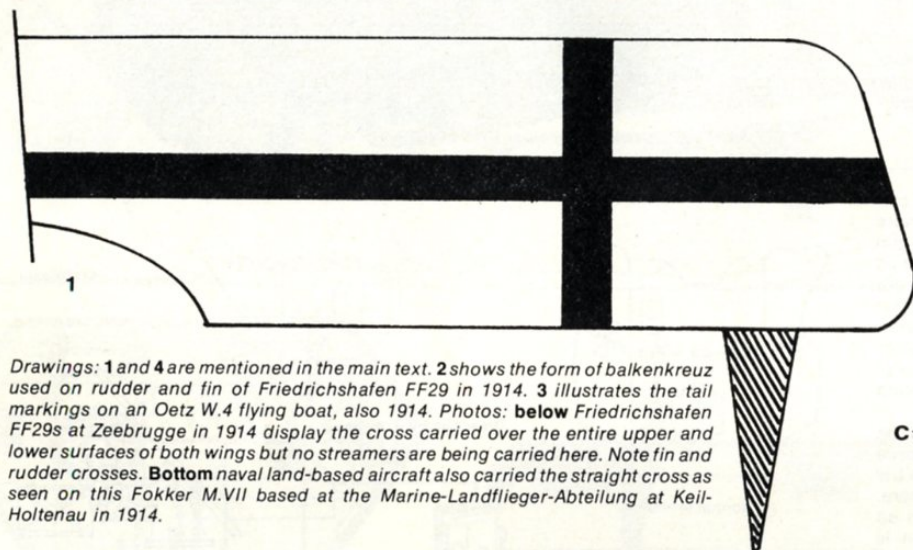 1
Drawings: 1 and 4 are mentioned in the main text. 2 shows the form of balkenkreuz
used on rudder and fin of Friedrichshafen FF29 in 1914. 3 illustrates the tail
markings on an Oetz W.4 flying boat, also 1914. Photos: below Friedrichshafen
FF29s at Zeebrugge in 1914 display the cross carried over the entire upper and
lower surfaces of both wings but no streamers are being carried here. Note fin and
rudder crosses. Bottom naval land-based aircraft also carried the straight cross as
seen on this Fokker M.VII based at the Marine-Landflieger-Abteilung at Keil-
Holtenau in 1914.
C